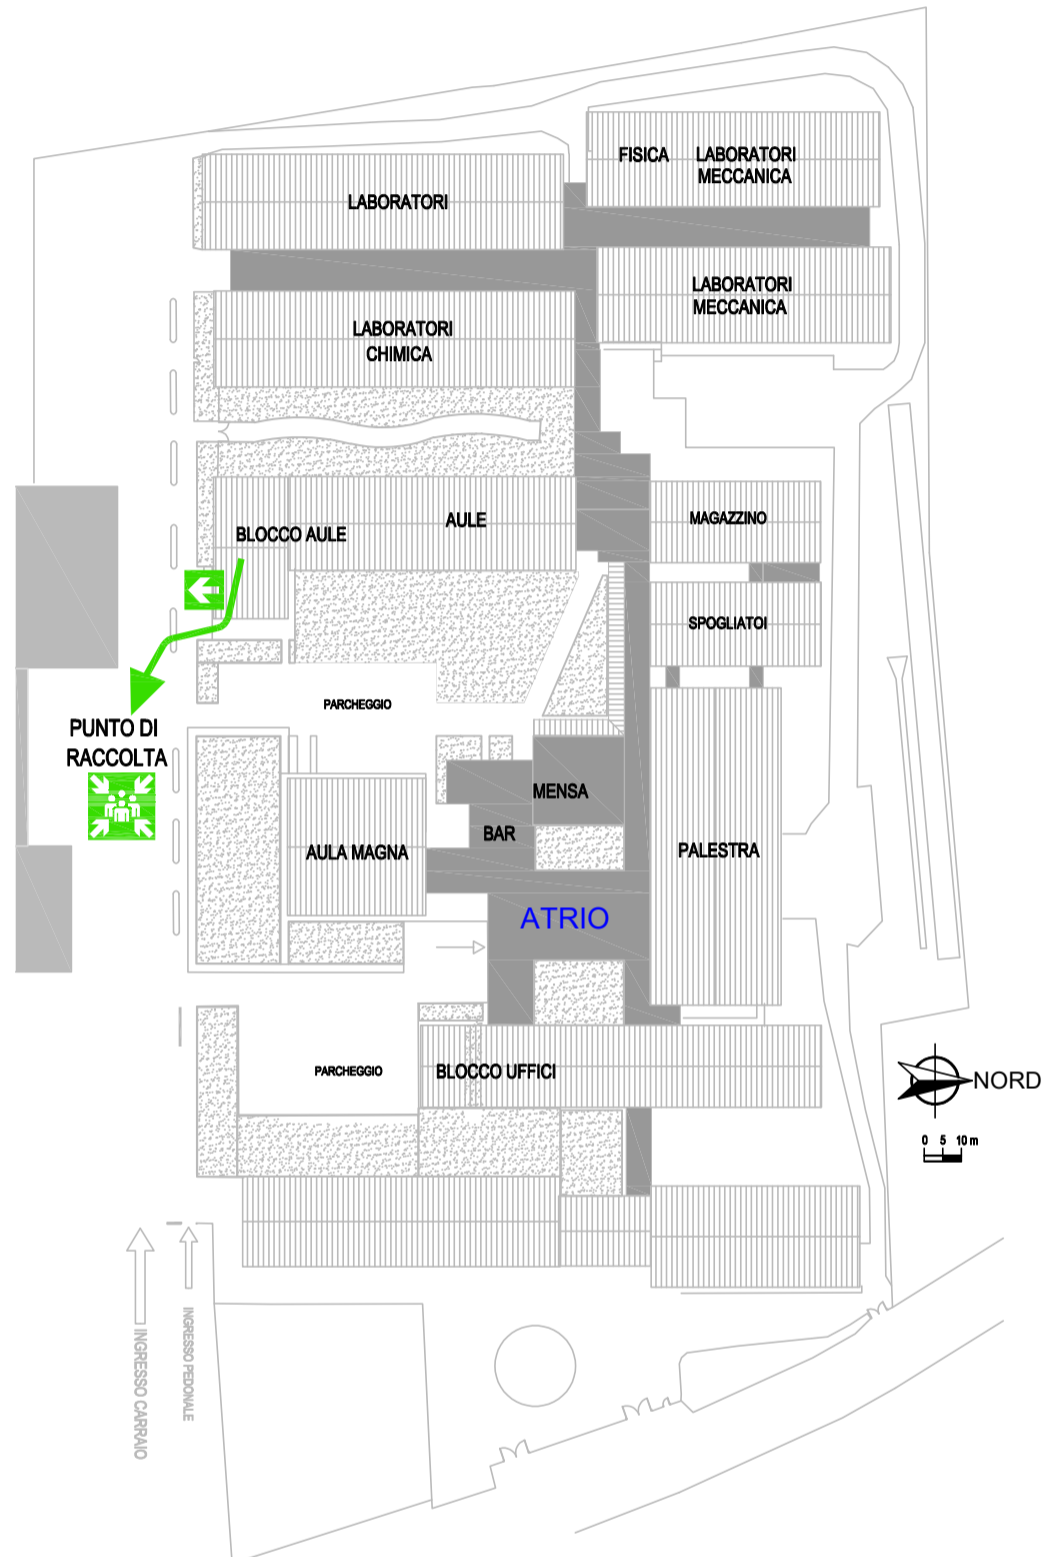 FISICA
LABORATORI
MECCANICA
LABORATORI
LABORATORI
MECCANICA
LABORATORI
CHIMICA
AULE
BLOCCO AULE
MAGAZZINO
SPOGLIATOI
PARCHEGGIO
PUNTO DI
RACCOLTA
MENSA
BAR
AULA MAGNA
PALESTRA
ATRIO
PARCHEGGIO
BLOCCO UFFICI
NORD
0 5 10 m
INGRESSO CARRAIO
INGRESSO PEDONALE